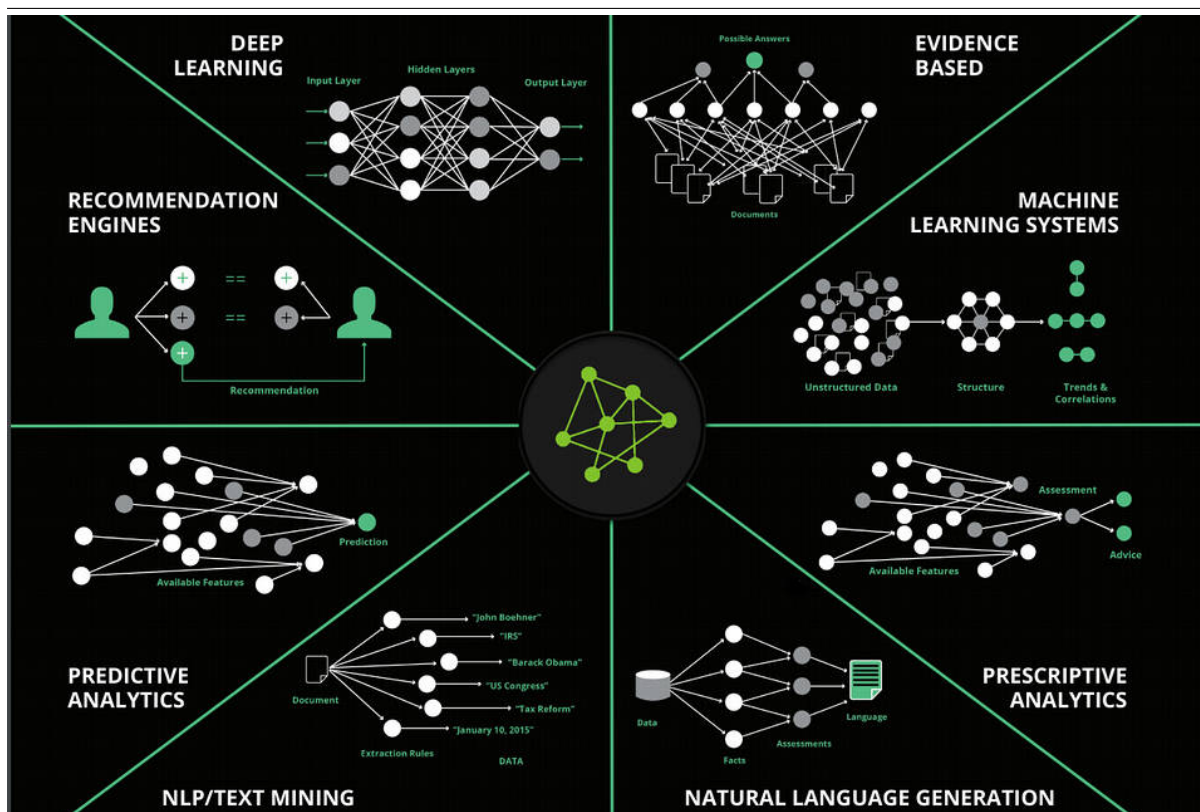 DEEP
LEARNING
Input Layer
Hidden Layers
Output Layer
Possible Answers
Documents
EVIDENCE
BASED
RECOMMENDATION
ENGINES
+
==
+
+
==
+
+
Recommendation
MACHINE
LEARNING SYSTEMS
Unstructured Data
Structure
Trends &
Correlations
Prediction
Available Features
PREDICTIVE
ANALYTICS
Document
"John Boehner"
"IRS"
"Barack Obama"
"US Congress"
"Tax Reform"
"January 10, 2015"
Extraction Rules
DATA
NLP/TEXT MINING
Data
Facts
Assessments
Language
NATURAL LANGUAGE GENERATION
Assessment
Advice
Available Features
PRESCRIPTIVE
ANALYTICS